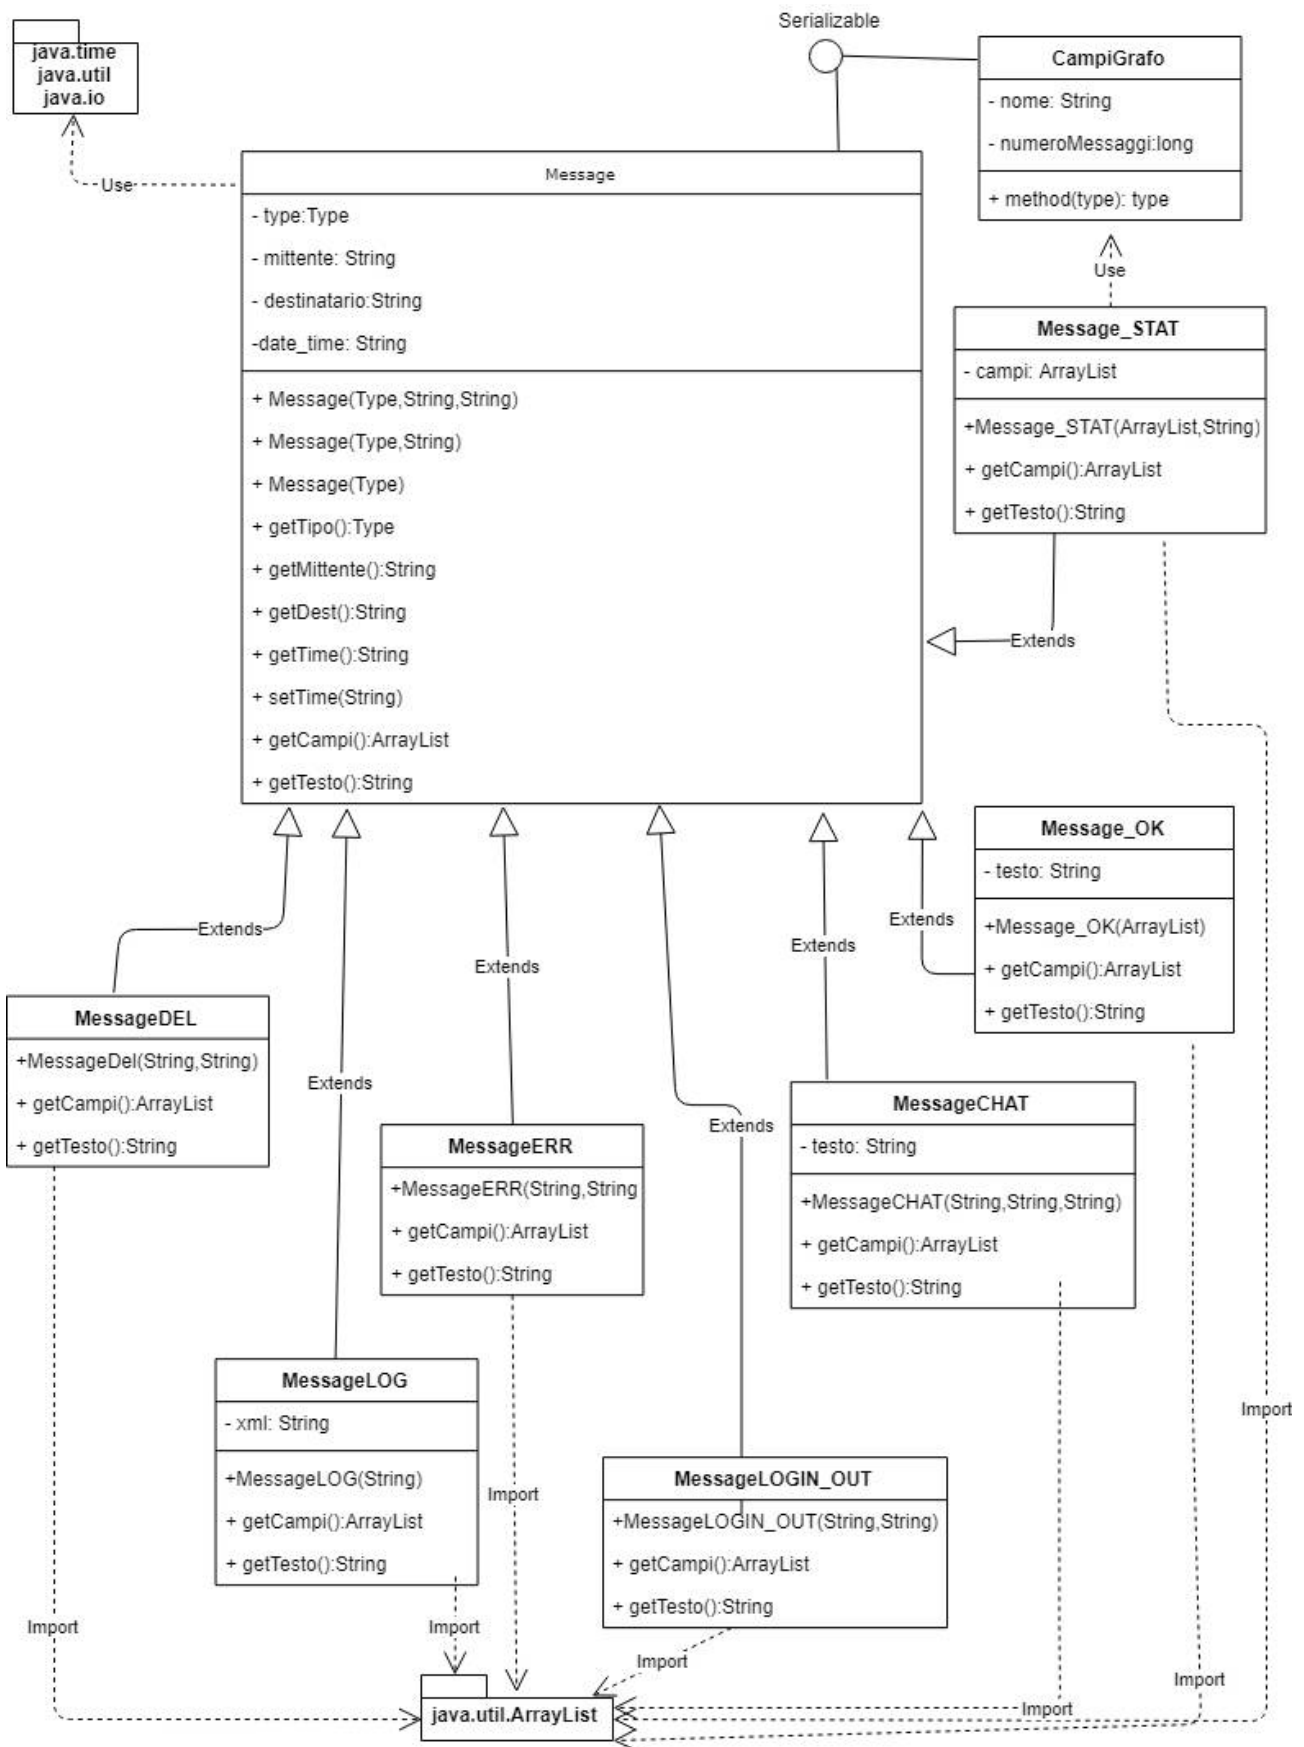 Serializable
java.time
java.util
java.io
CampiGrafo
- nome: String
- numeroMessaggi:long
+ method(type): type
Use
Message
- type:Type
- mittente: String
- destinatario:String
-date_time: String
+ Message(Type,String,String)
+ Message(Type,String)
+ Message(Type)
+ getTipo():Type
+ getMittente():String
+ getDest():String
+ getTime():String
+ setTime(String)
+ getCampi():ArrayList
+ getTesto():String
Use
Message_STAT
- campi: ArrayList
+Message_STAT(ArrayList,String)
+ getCampi():ArrayList
+ getTesto():String
Extends
Message_OK
- testo: String
+Message_OK(ArrayList)
+ getCampi():ArrayList
+ getTesto():String
Extends
Extends
Extends
Extends
MessageDEL
+MessageDel(String,String)
+ getCampi():ArrayList
+ getTesto():String
Extends
Extends
MessageERR
+MessageERR(String,String
+ getCampi():ArrayList
+ getTesto():String
MessageCHAT
- testo: String
+MessageCHAT(String,String,String)
+ getCampi():ArrayList
+ getTesto():String
MessageLOG
- xml: String
+MessageLOG(String)
+ getCampi():ArrayList
+ getTesto():String
Import
Import
MessageLOGIN_OUT
+MessageLOGIN_OUT(String,String)
+ getCampi():ArrayList
+ getTesto():String
Import
Import
Import
Import
Import
java.util.ArrayList